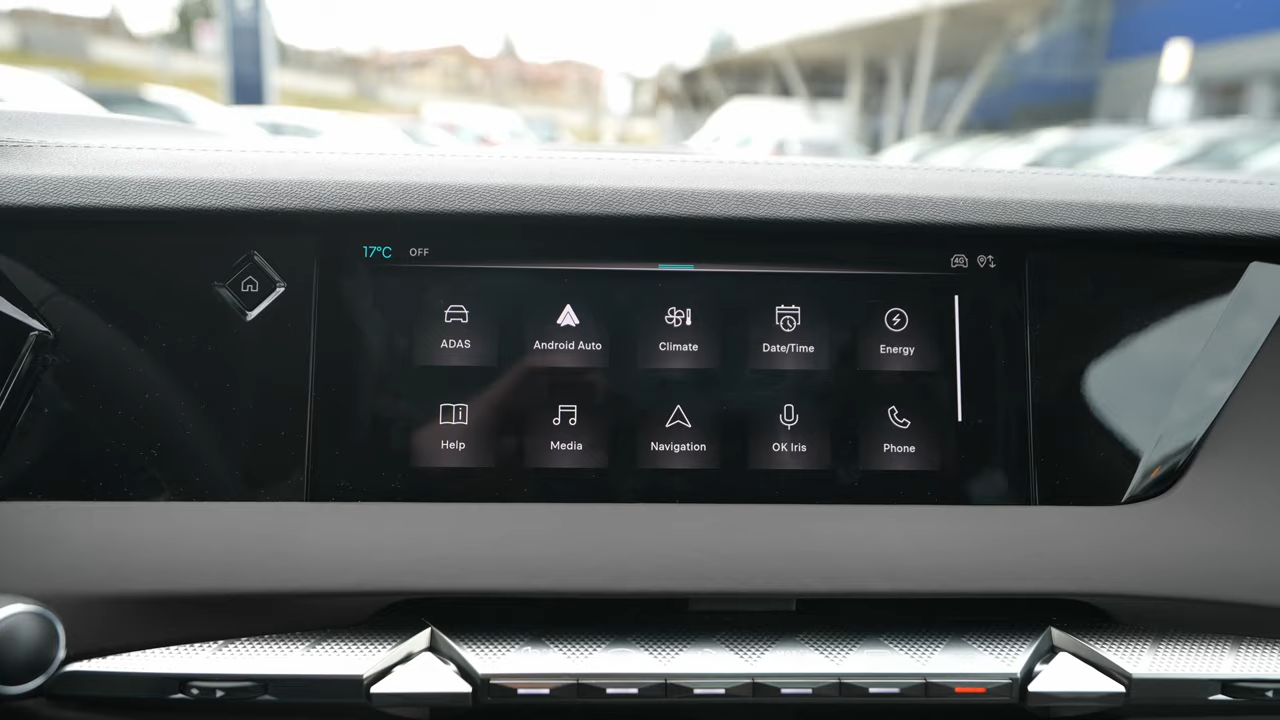 17°C OFF
4G
ADAS
Android Auto
Climate
Date/Time
Energy
Help
Media
Navigation
OK Iris
Phone